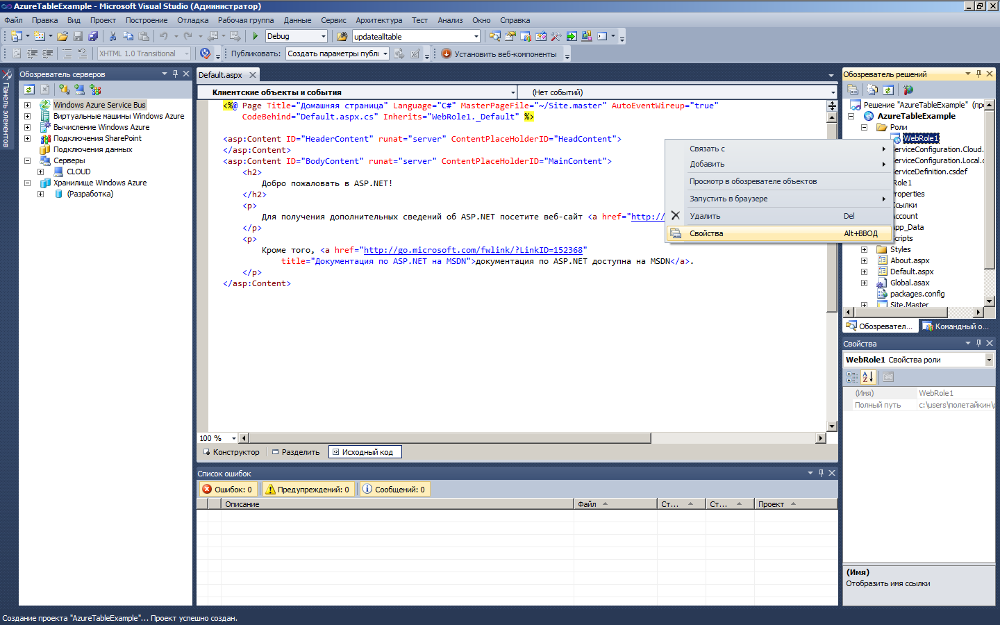 AzureTableExample - Microsoft Visual Studio (Администратор)
Файл Правка Вид Проект Построение Отладка Рабочая группа Данные Сервис Архитектура Тест Анализ Окно Справка
Debug updatealltable
XHTML 1.0 Transitional Публиковать: Создать параметры публ Установить веб-компоненты
Панель элементов
Обозреватель серверов
Windows Azure Service Bus
Виртуальные машины Windows Azure
Вычисление Windows Azure
Подключения SharePoint
Подключения данных
Серверы
CLOUD
Хранилище Windows Azure
(Разработка)
Default.aspx
Клиентские объекты и события (Нет событий)
<%@ Page Title="Домашняя страница" Language="C#" MasterPageFile="~/Site.master" AutoEventWireup="true"
CodeBehind="Default.aspx.cs" Inherits="WebRole1._Default" %>
<asp:Content ID="HeaderContent" runat="server" ContentPlaceHolderID="HeadContent">
</asp:Content>
<asp:Content ID="BodyContent" runat="server" ContentPlaceHolderID="MainContent">
<h2>
Добро пожаловать в ASP.NET!
</h2>
<p>
Для получения дополнительных сведений об ASP.NET посетите веб-сайт <a href="http://
</p>
<p>
Кроме того, <a href="http://go.microsoft.com/fwlink/?LinkID=152368"
title="Документация по ASP.NET на MSDN">документация по ASP.NET доступна на MSDN</a>.
</p>
</asp:Content>
100 %
Конструктор Разделить Исходный код
Связать с
Добавить
Просмотр в обозревателе объектов
Запустить в браузере
Удалить Del
Свойства Alt+ВВОД
Обозреватель решений
Решение "AzureTableExample" (про
AzureTableExample
Роли
WebRole1
ServiceConfiguration.Cloud.
ServiceConfiguration.Local.c
ServiceDefinition.csdef
Role1
Properties
Ссылки
Account
App_Data
Scripts
Styles
About.aspx
Default.aspx
Global.asax
packages.config
Site.Master
Обозревател... Командный о...
Свойства
WebRole1 Свойства роли
(Имя) WebRole1
Полный путь c:\users\полетайкин\
(Имя)
Отобразить имя ссылки
Список ошибок
Ошибок: 0 Предупреждений: 0 Сообщений: 0
Описание Файл Ст... Ст... Проект
Создание проекта "AzureTableExample"... Проект успешно создан.